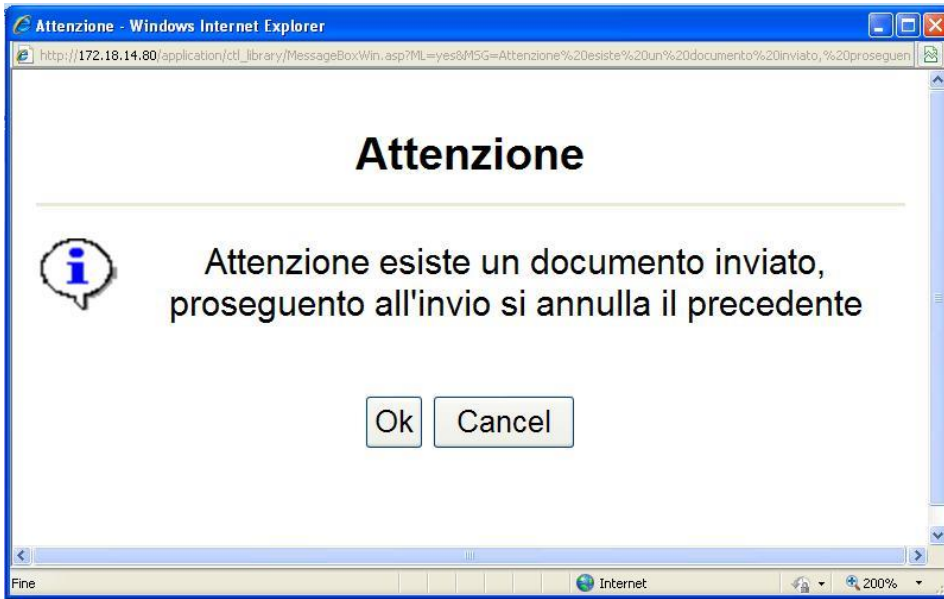 Attenzione - Windows Internet Explorer
http://172.18.14.80/application/ctl_library/MessageBoxWin.asp?ML=yes&MSG=Attenzione%20esiste%20un%20documento%20inviato,%20proseguen
Attenzione
Attenzione esiste un documento inviato,
proseguento all'invio si annulla il precedente
Ok Cancel
Fine Internet 200%